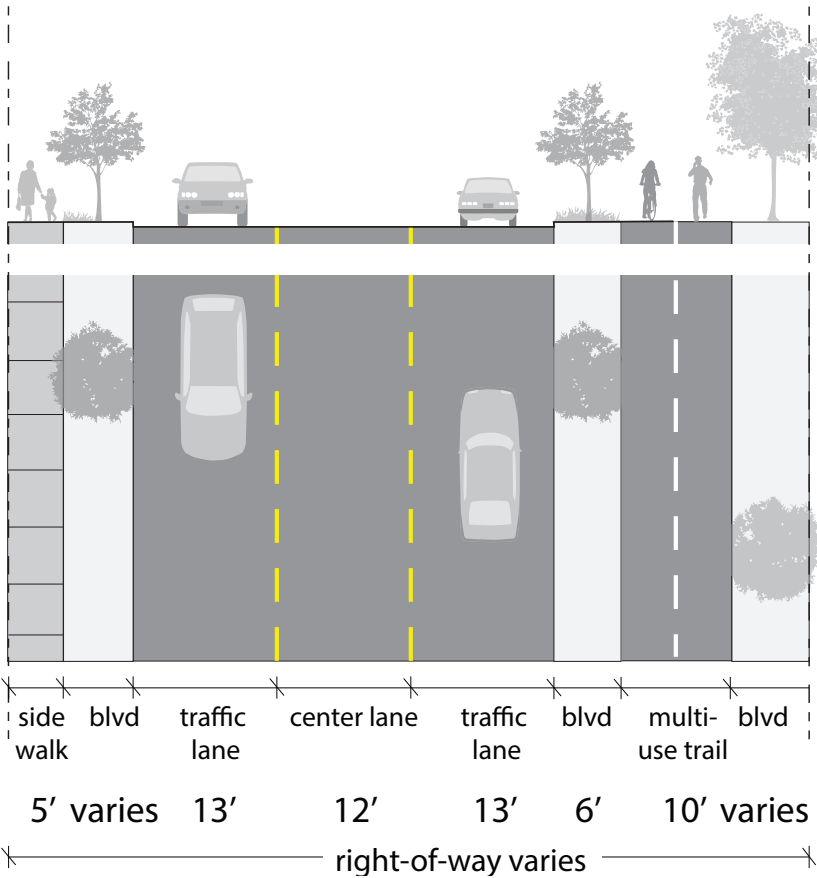 side blvd traffic center lane traffic blvd multi- blvd
walk lane lane use trail
5’ varies 13’ 12’ 13’ 6’ 10’ varies
right-of-way varies